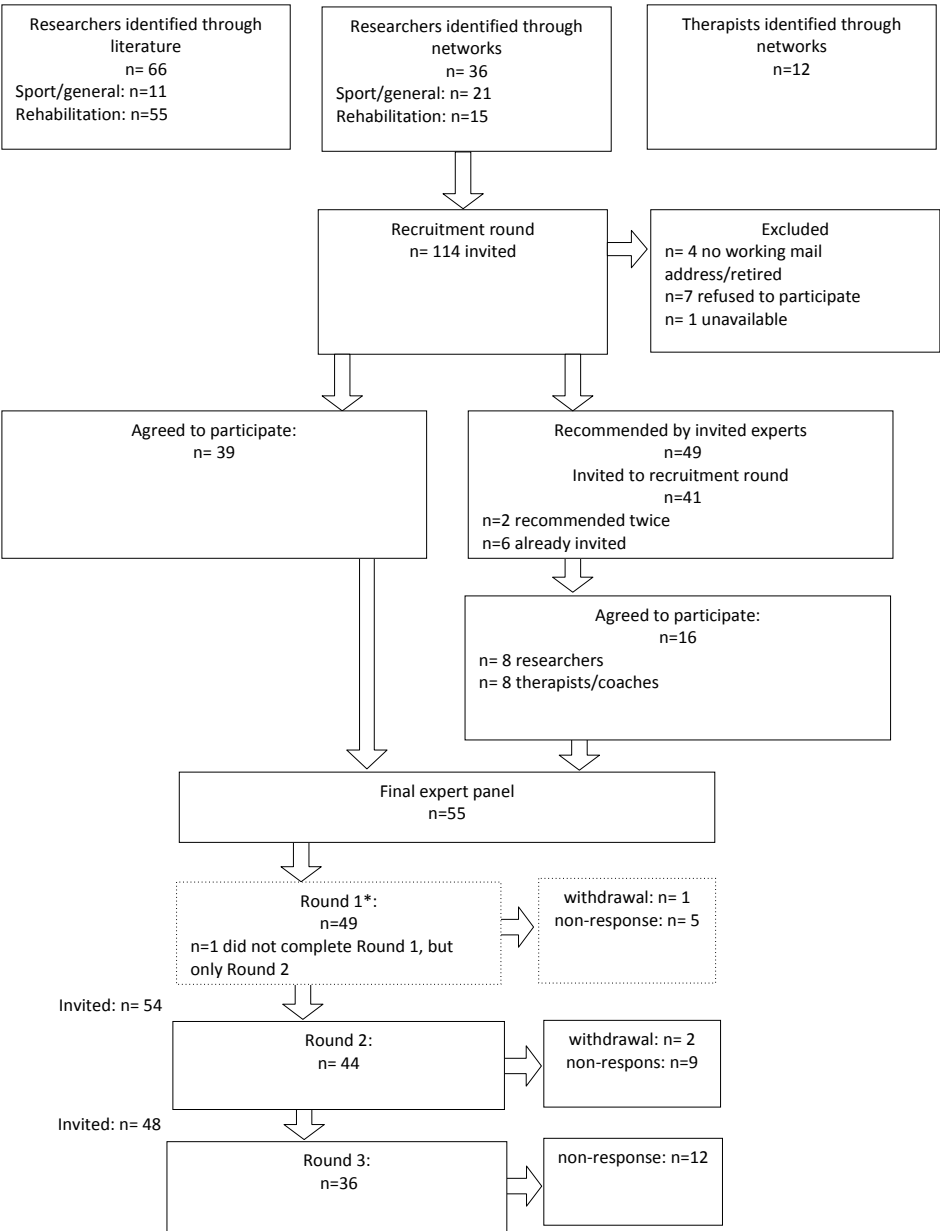 Researchers identified through
literature
n= 66
Sport/general: n=11
Rehabilitation: n=55
Researchers identified through
networks
n= 36
Sport/general: n= 21
Rehabilitation: n=15
Therapists identified through
networks
n=12
Recruitment round
n= 114 invited
Excluded
n= 4 no working mail
address/retired
n=7 refused to participate
n= 1 unavailable
Agreed to participate:
n= 39
Recommended by invited experts
n=49
Invited to recruitment round
n=41
n=2 recommended twice
n=6 already invited
Agreed to participate:
n=16
n= 8 researchers
n= 8 therapists/coaches
Final expert panel
n=55
Round 1*:
n=49
n=1 did not complete Round 1, but
only Round 2
withdrawal: n= 1
non-response: n= 5
Invited: n= 54
Round 2:
n= 44
withdrawal: n= 2
non-respons: n=9
Invited: n= 48
Round 3:
n=36
non-response: n=12